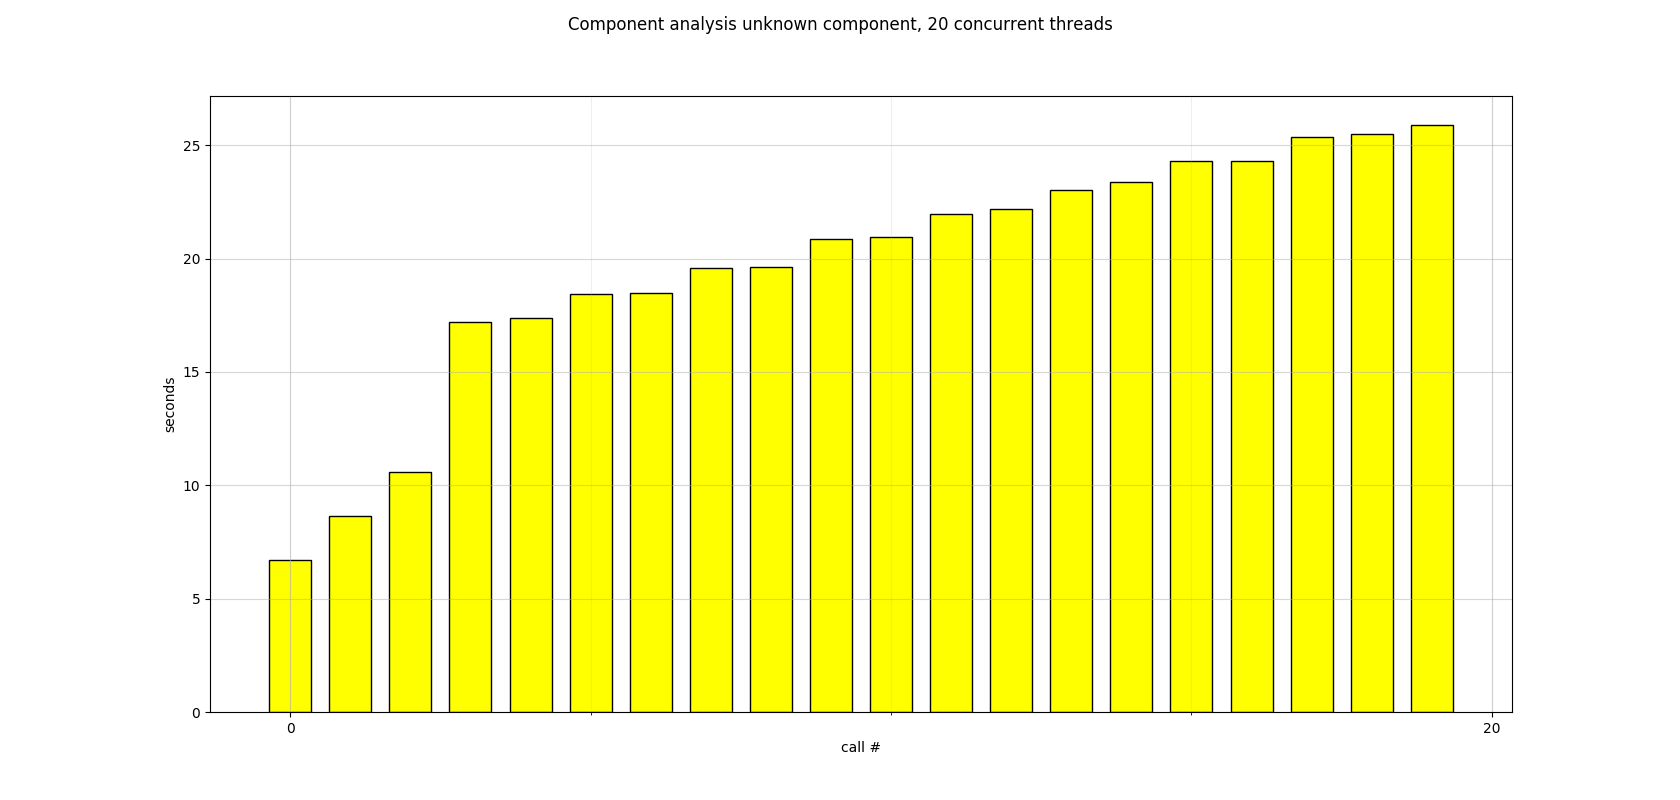 Component analysis unknown component, 20 concurrent threads
25
20
15
10
5
0
seconds
0
20
call #